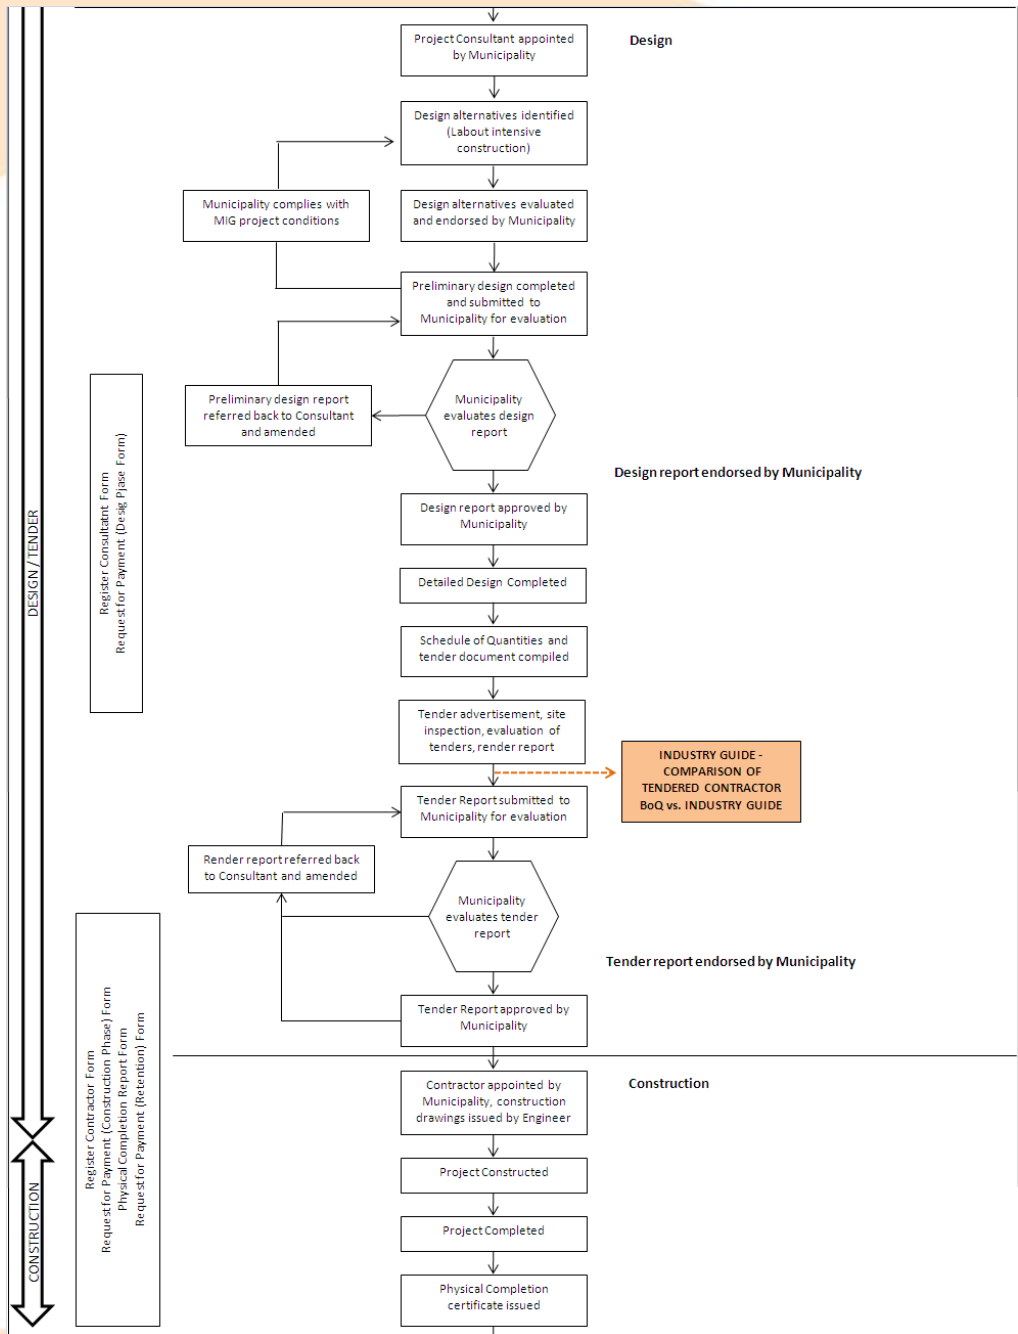 Project Consultant appointed
by Municipality
Design
Design alternatives identified
(Labout intensive
construction)
Municipality complies with
MIG project conditions
Design alternatives evaluated
and endorsed by Municipality
Preliminary design completed
and submitted to
Municipality for evaluation
Preliminary design report
referred back to Consultant
and amended
Municipality
evaluates design
report
Design report endorsed by Municipality
Register Consultatnt Form
Request for Payment (Desig Pjase Form)
DESIGN / TENDER
Design report approved by
Municipality
Detailed Design Completed
Schedule of Quantities and
tender document compiled
Tender advertisement, site
inspection, evaluation of
tenders, render report
INDUSTRY GUIDE -
COMPARISON OF
TENDERED CONTRACTOR
BoQ vs. INDUSTRY GUIDE
Tender Report submitted to
Municipality for evaluation
Render report referred back
to Consultant and amended
Municipality
evaluates tender
report
Tender report endorsed by Municipality
Tender Report approved by
Municipality
Register Contractor Form
Request for Payment (Construction Phase) Form
Physical Completion Report Form
Request for Payment (Retention) Form
CONSTRUCTION
Contractor appointed by
Municipality, construction
drawings issued by Engineer
Construction
Project Constructed
Project Completed
Physical Completion
certificate issued